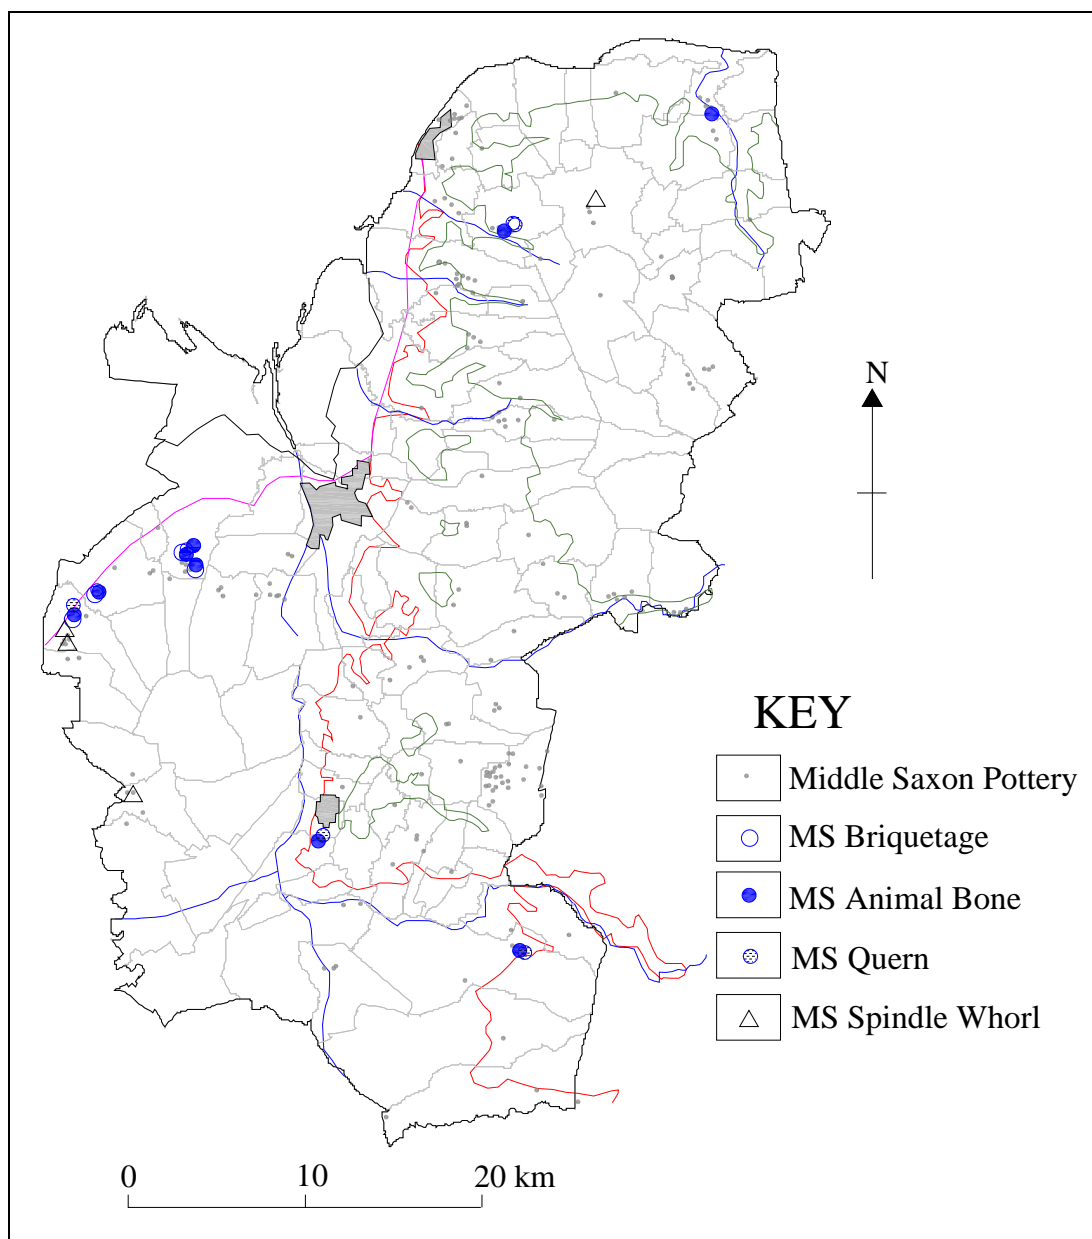 N
KEY
Middle Saxon Pottery
MS Briquetage
MS Animal Bone
MS Quern
MS Spindle Whorl
0 10 20 km